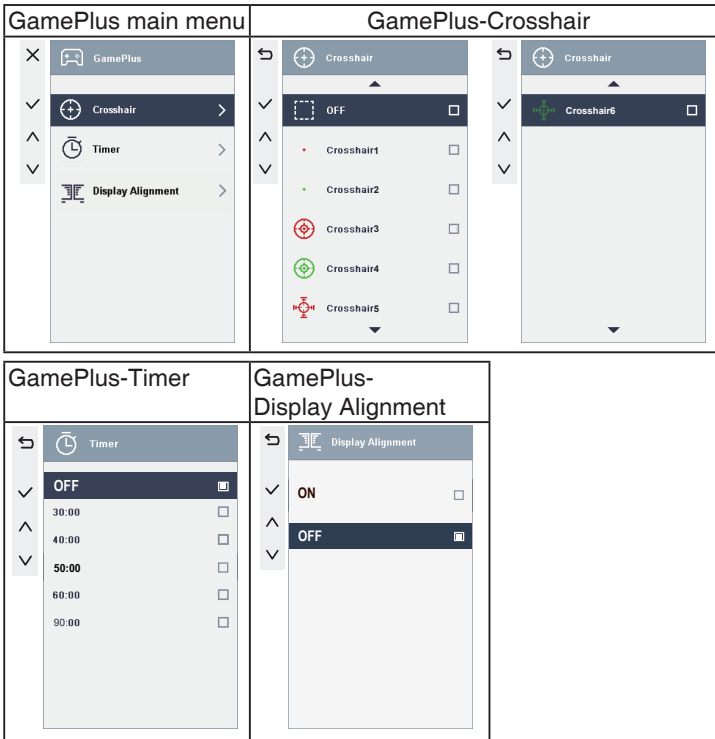 GamePlus main menu
GamePlus-Crosshair
GamePlus
Crosshair
Timer
Display Alignment
Crosshair
OFF
Crosshair1
Crosshair2
Crosshair3
Crosshair4
Crosshair5
Crosshair
Crosshair6
GamePlus-Timer
GamePlus-
Display Alignment
Timer
OFF
30:00
40:00
50:00
60:00
90:00
Display Alignment
ON
OFF